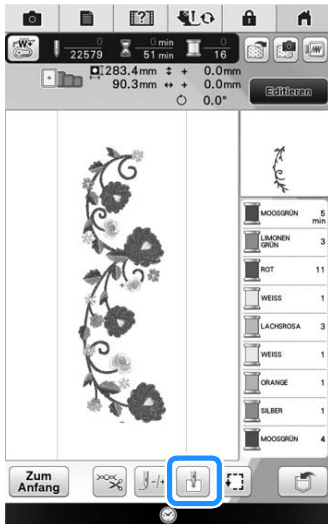 W+
0
22579
0 min
51 min
0
16
283.4mm + 0.0mm
90.3mm + 0.0mm
0.0°
Editieren
MOOSGRÜN 5
min
LIMONEN
GRÜN 3
ROT 11
WEISS 1
LACHSROSA 3
WEISS 1
ORANGE 1
SILBER 1
MOOSGRÜN 4
Zum
Anfang
-/+